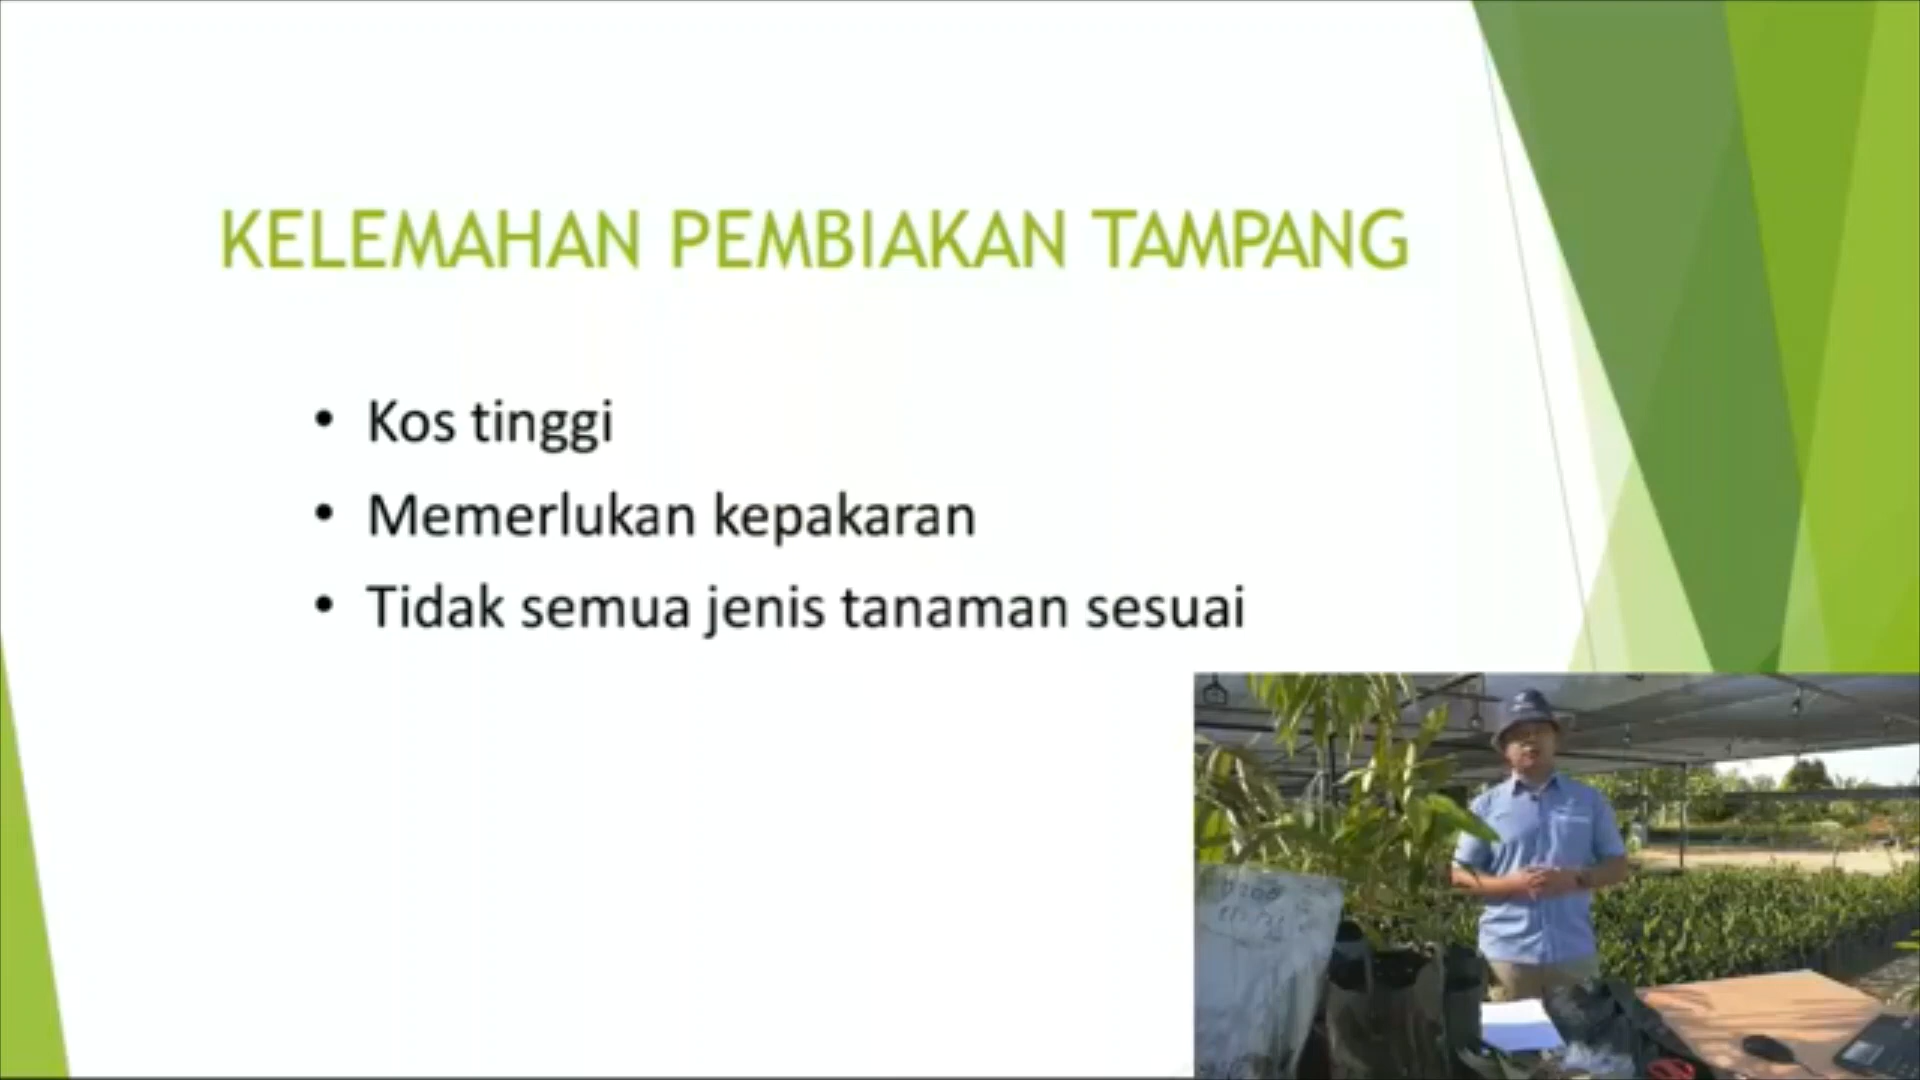 KELEMAHAN PEMBIAKAN TAMPANG
• Kos tinggi
• Memerlukan kepakaran
• Tidak semua jenis tanaman sesuai